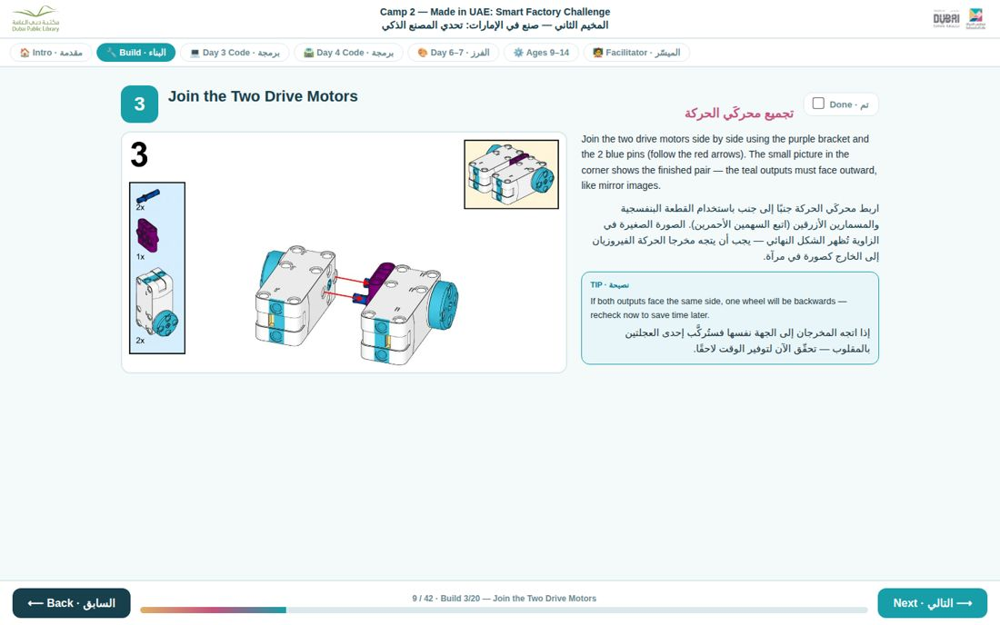 مكتبة دبي العامة
Dubai Public Library
Camp 2 — Made in UAE: Smart Factory Challenge
المخيم الثاني — صنع في الإمارات: تحدي المصنع الذكي
DUBAI
🏠 Intro · مقدمة
🔧 Build · البناء
💻 Day 3 Code · برمجة
🛣️ Day 4 Code · برمجة
🎨 Day 6–7 · الفرز
⚙️ Ages 9–14
🧑‍🏫 Facilitator · الميسّر
3
Join the Two Drive Motors
تجميع محركَي الحركة
Done · تم
3
2x
1x
2x
Join the two drive motors side by side using the purple bracket and
the 2 blue pins (follow the red arrows). The small picture in the
corner shows the finished pair — the teal outputs must face outward,
like mirror images.
اربط محركَي الحركة جنبًا إلى جنب باستخدام القطعة البنفسجية
والمسمارين الأزرقين (اتبع السهمين الأحمرين). الصورة الصغيرة في
الزاوية تُظهر الشكل النهائي — يجب أن يتجه مخرجا الحركة الفيروزيان
إلى الخارج كصورة في مرآة.
TIP · نصيحة
If both outputs face the same side, one wheel will be backwards —
recheck now to save time later.
إذا اتجه المخرجان إلى الجهة نفسها فستُركَّب إحدى العجلتين
بالمقلوب — تحقّق الآن لتوفير الوقت لاحقًا.
⟵ Back · السابق
9 / 42 · Build 3/20 — Join the Two Drive Motors
Next · التالي ⟶